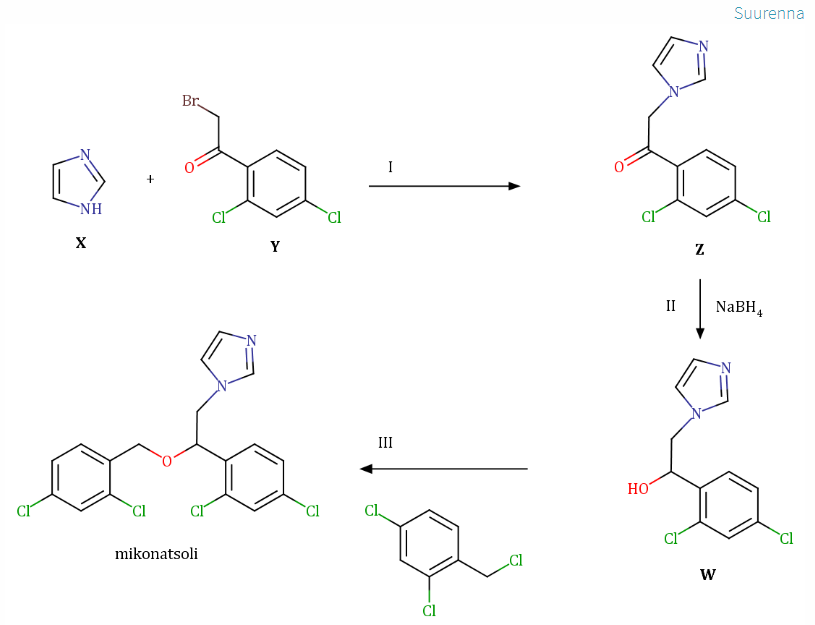 Suurenna
N
NH
X
+
Br
O
Cl
Cl
Y
I
N
N
O
Cl
Cl
Z
II
NaBH₄
N
N
HO
Cl
Cl
W
III
Cl
Cl
Cl
N
N
O
Cl
Cl
Cl
Cl
mikonatsoli